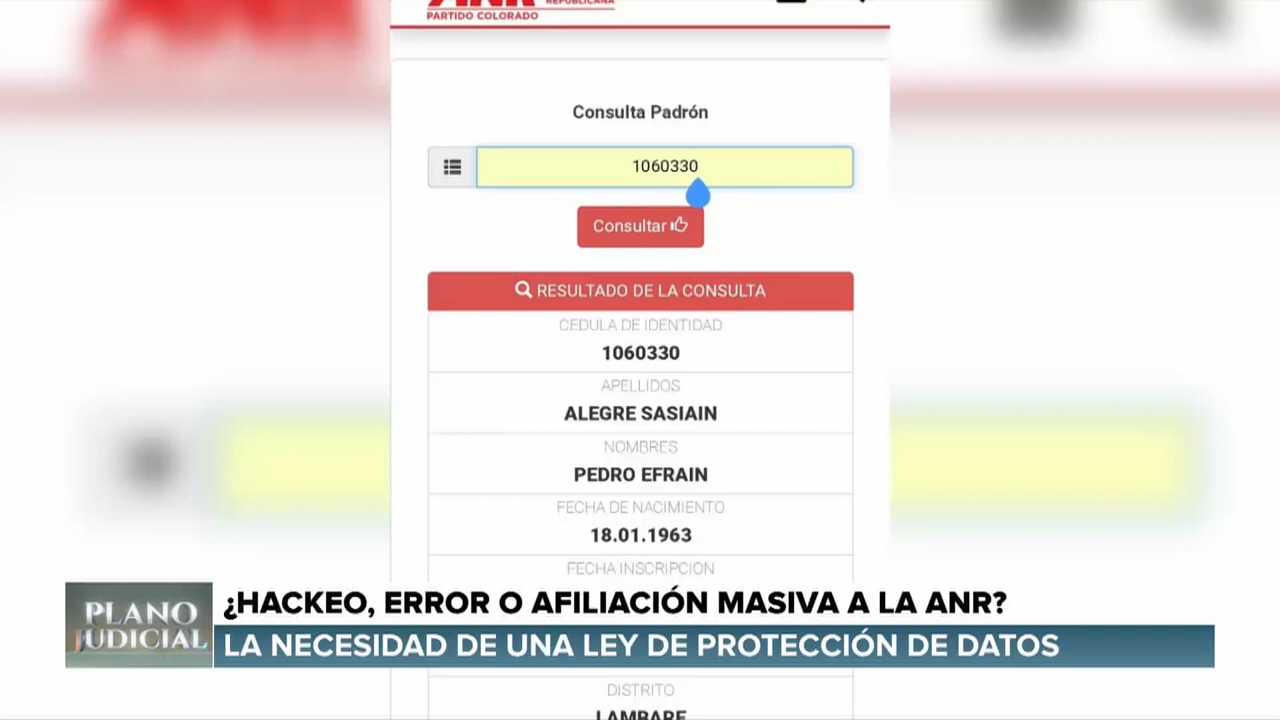 ANR
REPUBLICANA
PARTIDO COLORADO
Consulta Padrón
1060330
Consultar
RESULTADO DE LA CONSULTA
CEDULA DE IDENTIDAD
1060330
APELLIDOS
ALEGRE SASIAIN
NOMBRES
PEDRO EFRAIN
FECHA DE NACIMIENTO
18.01.1963
FECHA INSCRIPCION
PLANO
JUDICIAL
¿HACKEO, ERROR O AFILIACIÓN MASIVA A LA ANR?
LA NECESIDAD DE UNA LEY DE PROTECCIÓN DE DATOS
DISTRITO
LAMBARE